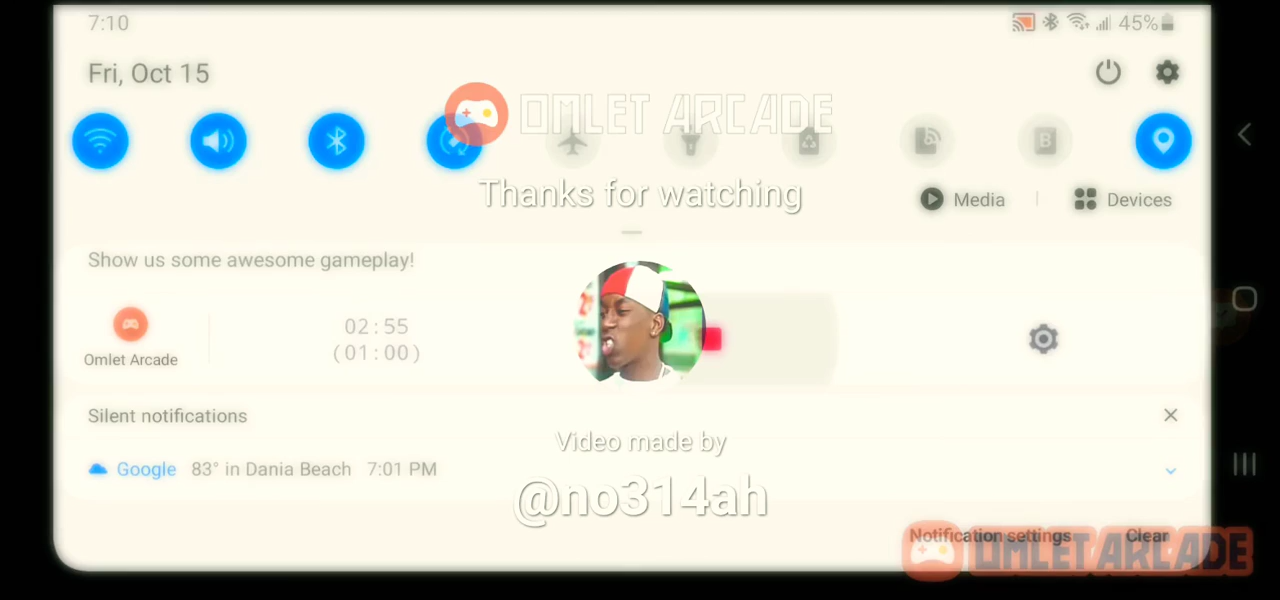 7:10
45%
Fri, Oct 15
OMLET ARCADE
Thanks for watching
Media
Devices
Show us some awesome gameplay!
Omlet Arcade
02:55
(01:00)
Silent notifications
Video made by
Google 83° in Dania Beach 7:01 PM
@no314ah
Notification settings
Clear
OMLET ARCADE